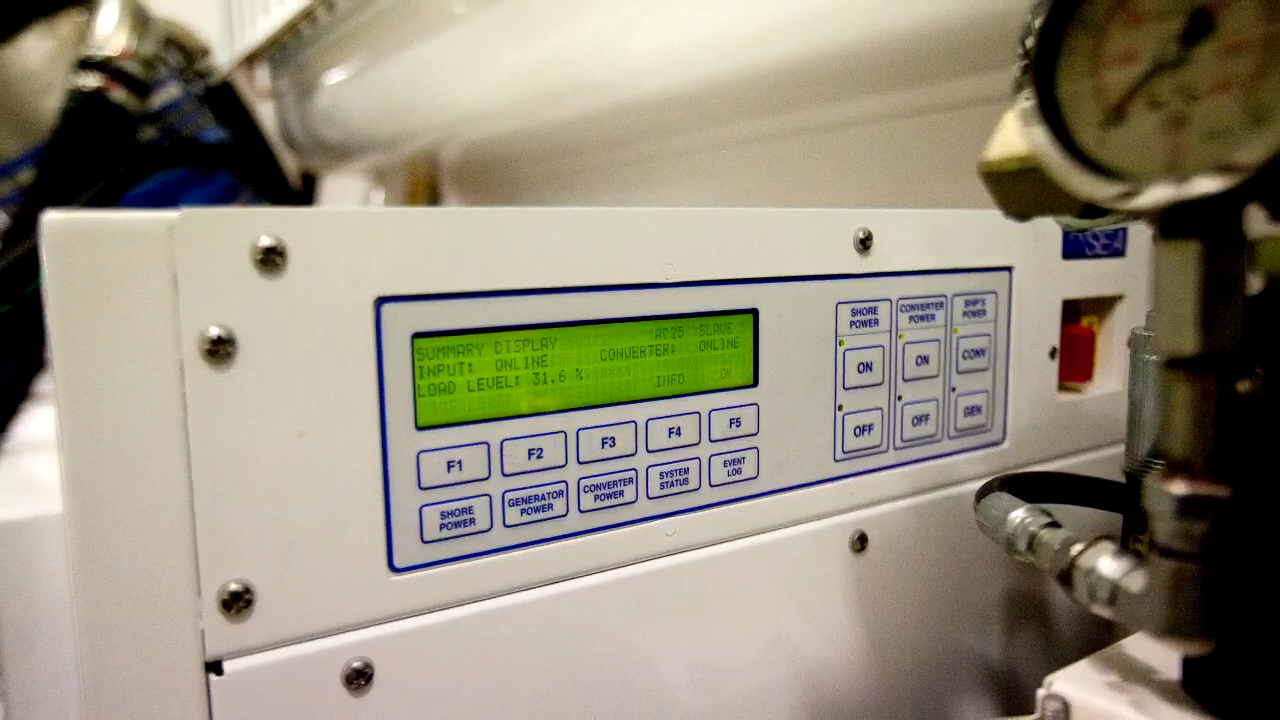 AC25 SLAVE
SUMMARY DISPLAY
INPUT: ONLINE CONVERTER: ONLINE
LOAD LEVEL: 31.6 %
INFO OK
F1
F2
F3
F4
F5
SHORE
POWER
GENERATOR
POWER
CONVERTER
POWER
SYSTEM
STATUS
EVENT
LOG
SHORE
POWER
ON
OFF
CONVERTER
POWER
ON
OFF
SHIP'S
POWER
CONV
GEN
SEA